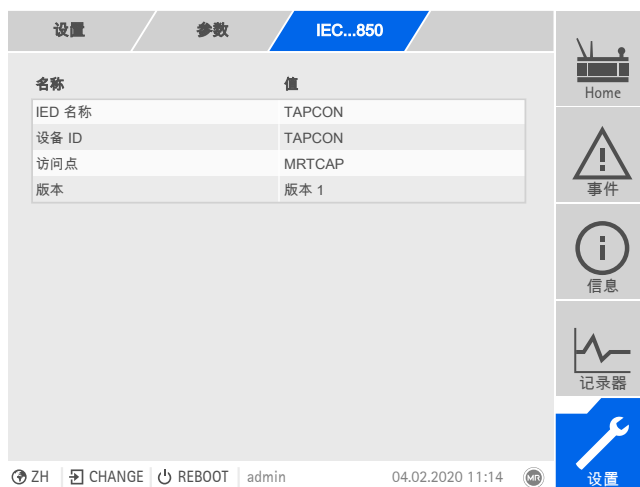 设置 参数 IEC...850
名称 值
IED 名称 TAPCON
设备 ID TAPCON
访问点 MRTCAP
版本 版本 1
Home
事件
信息
记录器
设置
ZH CHANGE REBOOT admin 04.02.2020 11:14 MR